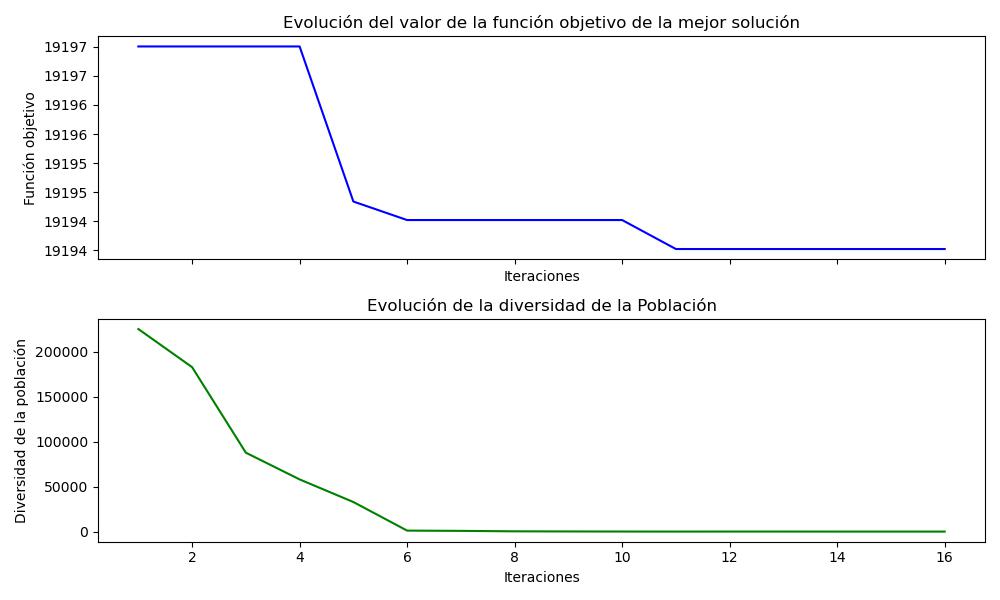 Evolución del valor de la función objetivo de la mejor solución
19197
19197
19196
19196
19195
19195
19194
19194
Función objetivo
Iteraciones
Evolución de la diversidad de la Población
200000
150000
100000
50000
0
Diversidad de la población
2 4 6 8 10 12 14 16
Iteraciones